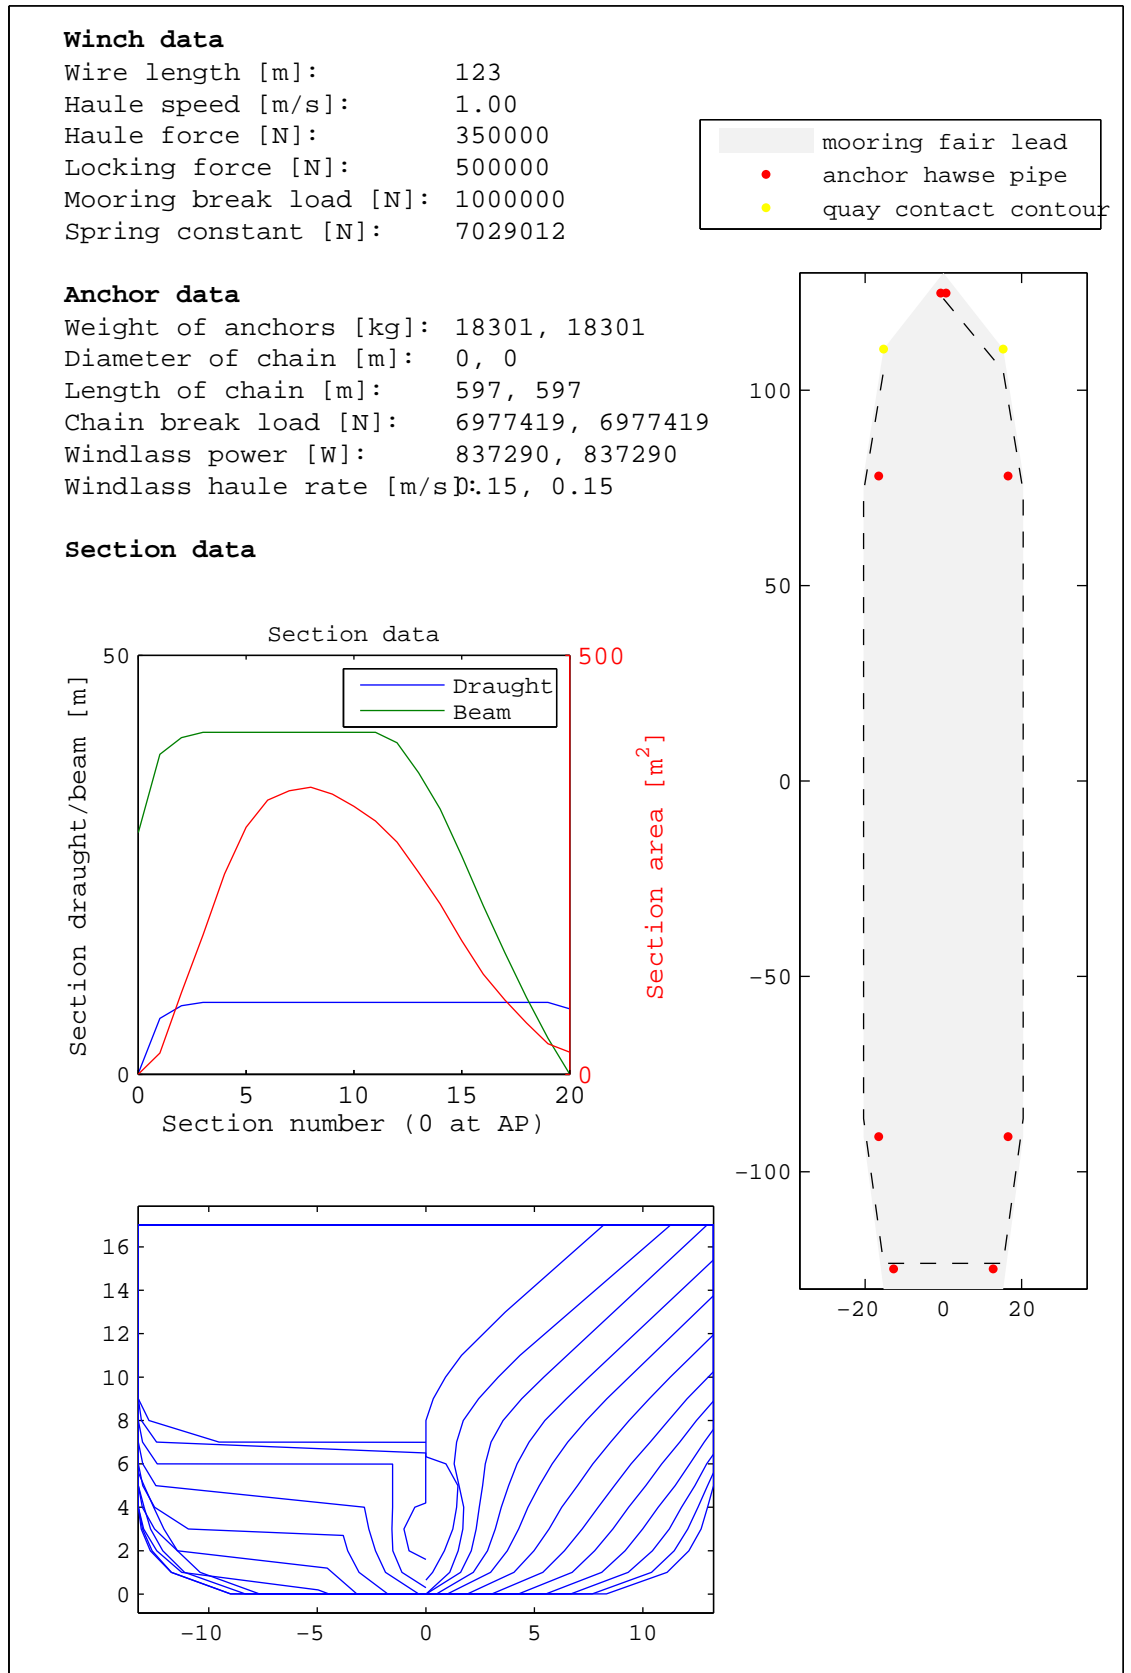 Winch data
Wire length [m]: 123
Haule speed [m/s]: 1.00
Haule force [N]: 350000
Locking force [N]: 500000
Mooring break load [N]: 1000000
Spring constant [N]: 7029012
Anchor data
Weight of anchors [kg]: 18301, 18301
Diameter of chain [m]: 0, 0
Length of chain [m]: 597, 597
Chain break load [N]: 6977419, 6977419
Windlass power [W]: 837290, 837290
Windlass haule rate [m/s]: 0.15, 0.15
Section data
mooring fair lead
anchor hawse pipe
quay contact contour
100
50
0
−50
−100
−20 0 20
Section data
50
0
Section draught/beam [m]
Draught
Beam
500
0
Section area [m²]
0 5 10 15 20
Section number (0 at AP)
16
14
12
10
8
6
4
2
0
−10 −5 0 5 10